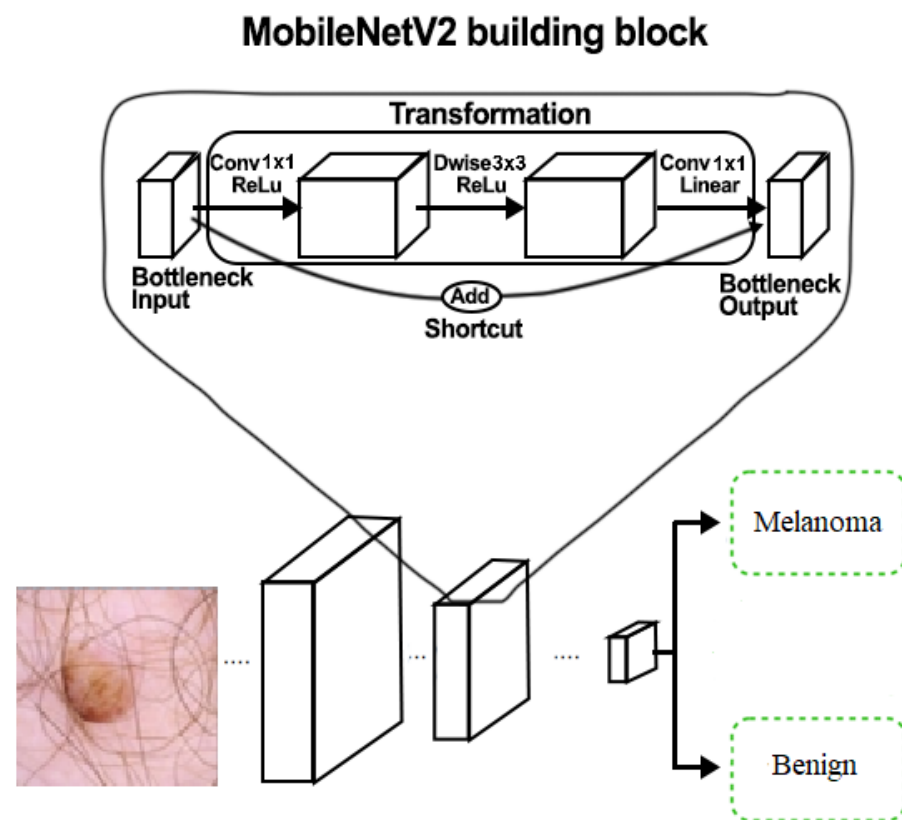 MobileNetV2 building block
Transformation
Conv1x1
ReLu
Dwise3x3
ReLu
Conv1x1
Linear
Bottleneck
Input
Add
Shortcut
Bottleneck
Output
Melanoma
Benign